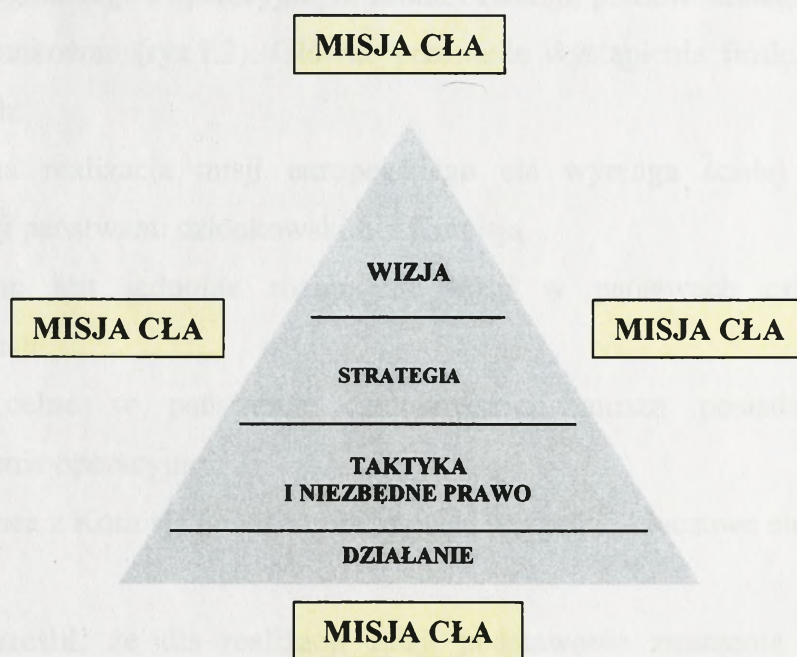 MISJA CŁA
WIZJA
MISJA CŁA
MISJA CŁA
STRATEGIA
TAKTYKA
I NIEZBĘDNE PRAWO
DZIAŁANIE
MISJA CŁA